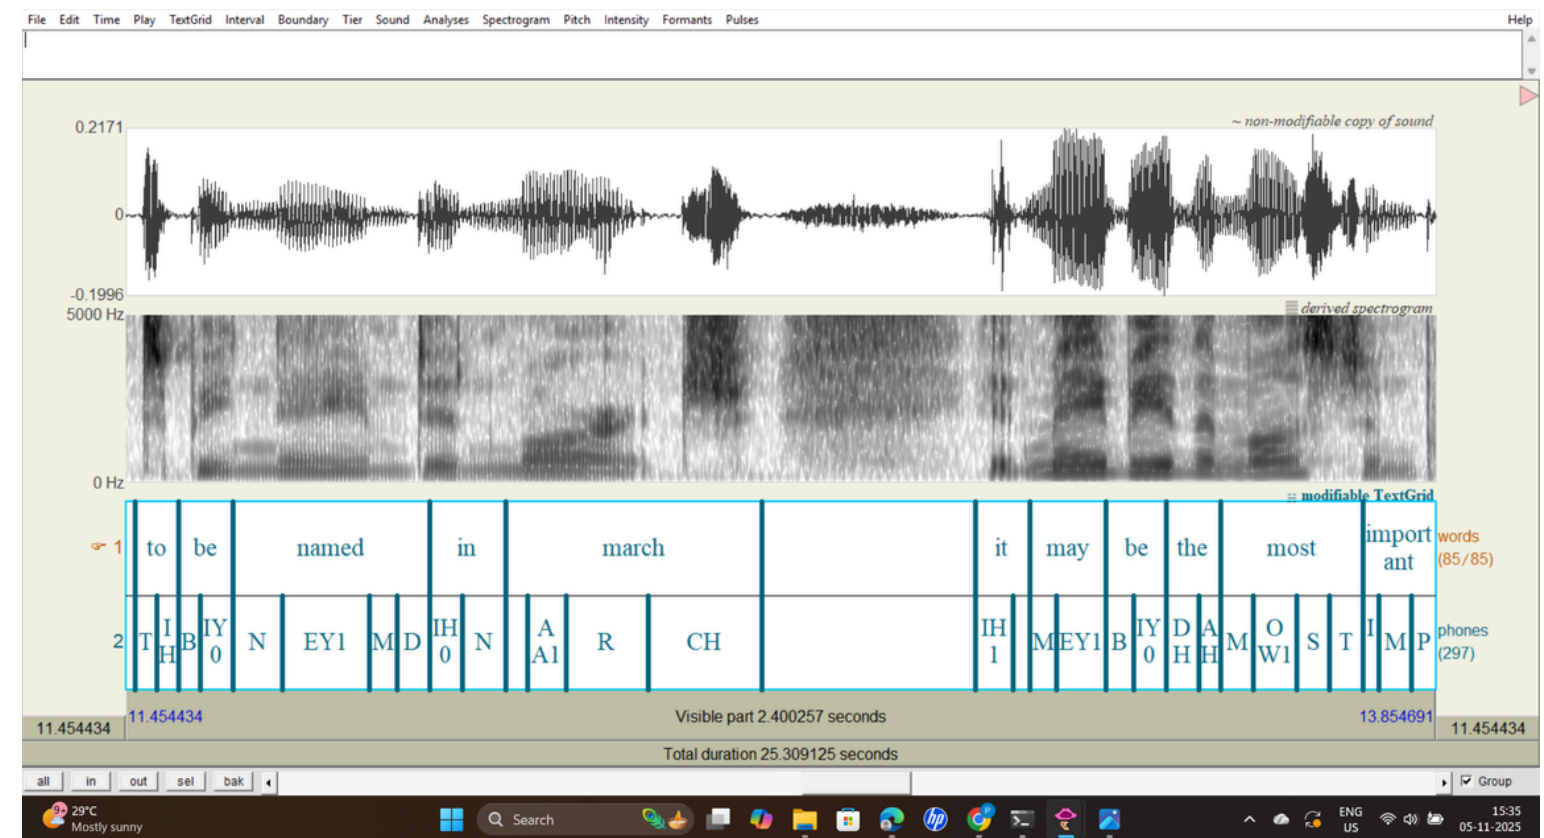 File Edit Time Play TextGrid Interval Boundary Tier Sound Analyses Spectrogram Pitch Intensity Formants Pulses Help
~ non-modifiable copy of sound
0.2171
0
-0.1996
derived spectrogram
5000 Hz
0 Hz
modifiable TextGrid
1 to be named in march it may be the most import
ant
words
(85/85)
2 T I
H B IY
0 N EY1 M D IH
0 N A
A1 R CH IH
1 M EY1 B IY
0 D
H A
H M O
W1 S T I M P
phones
(297)
11.454434 Visible part 2.400257 seconds 13.854691
11.454434 11.454434
Total duration 25.309125 seconds
all in out sel bak Group
9+ 29°C
Mostly sunny
Search
hp
P
ENG
US
15:35
05-11-2025